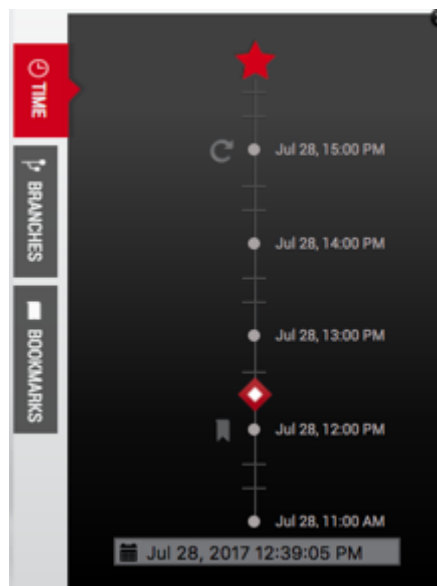 TIME
BRANCHES
BOOKMARKS
Jul 28, 15:00 PM
Jul 28, 14:00 PM
Jul 28, 13:00 PM
Jul 28, 12:00 PM
Jul 28, 11:00 AM
Jul 28, 2017 12:39:05 PM